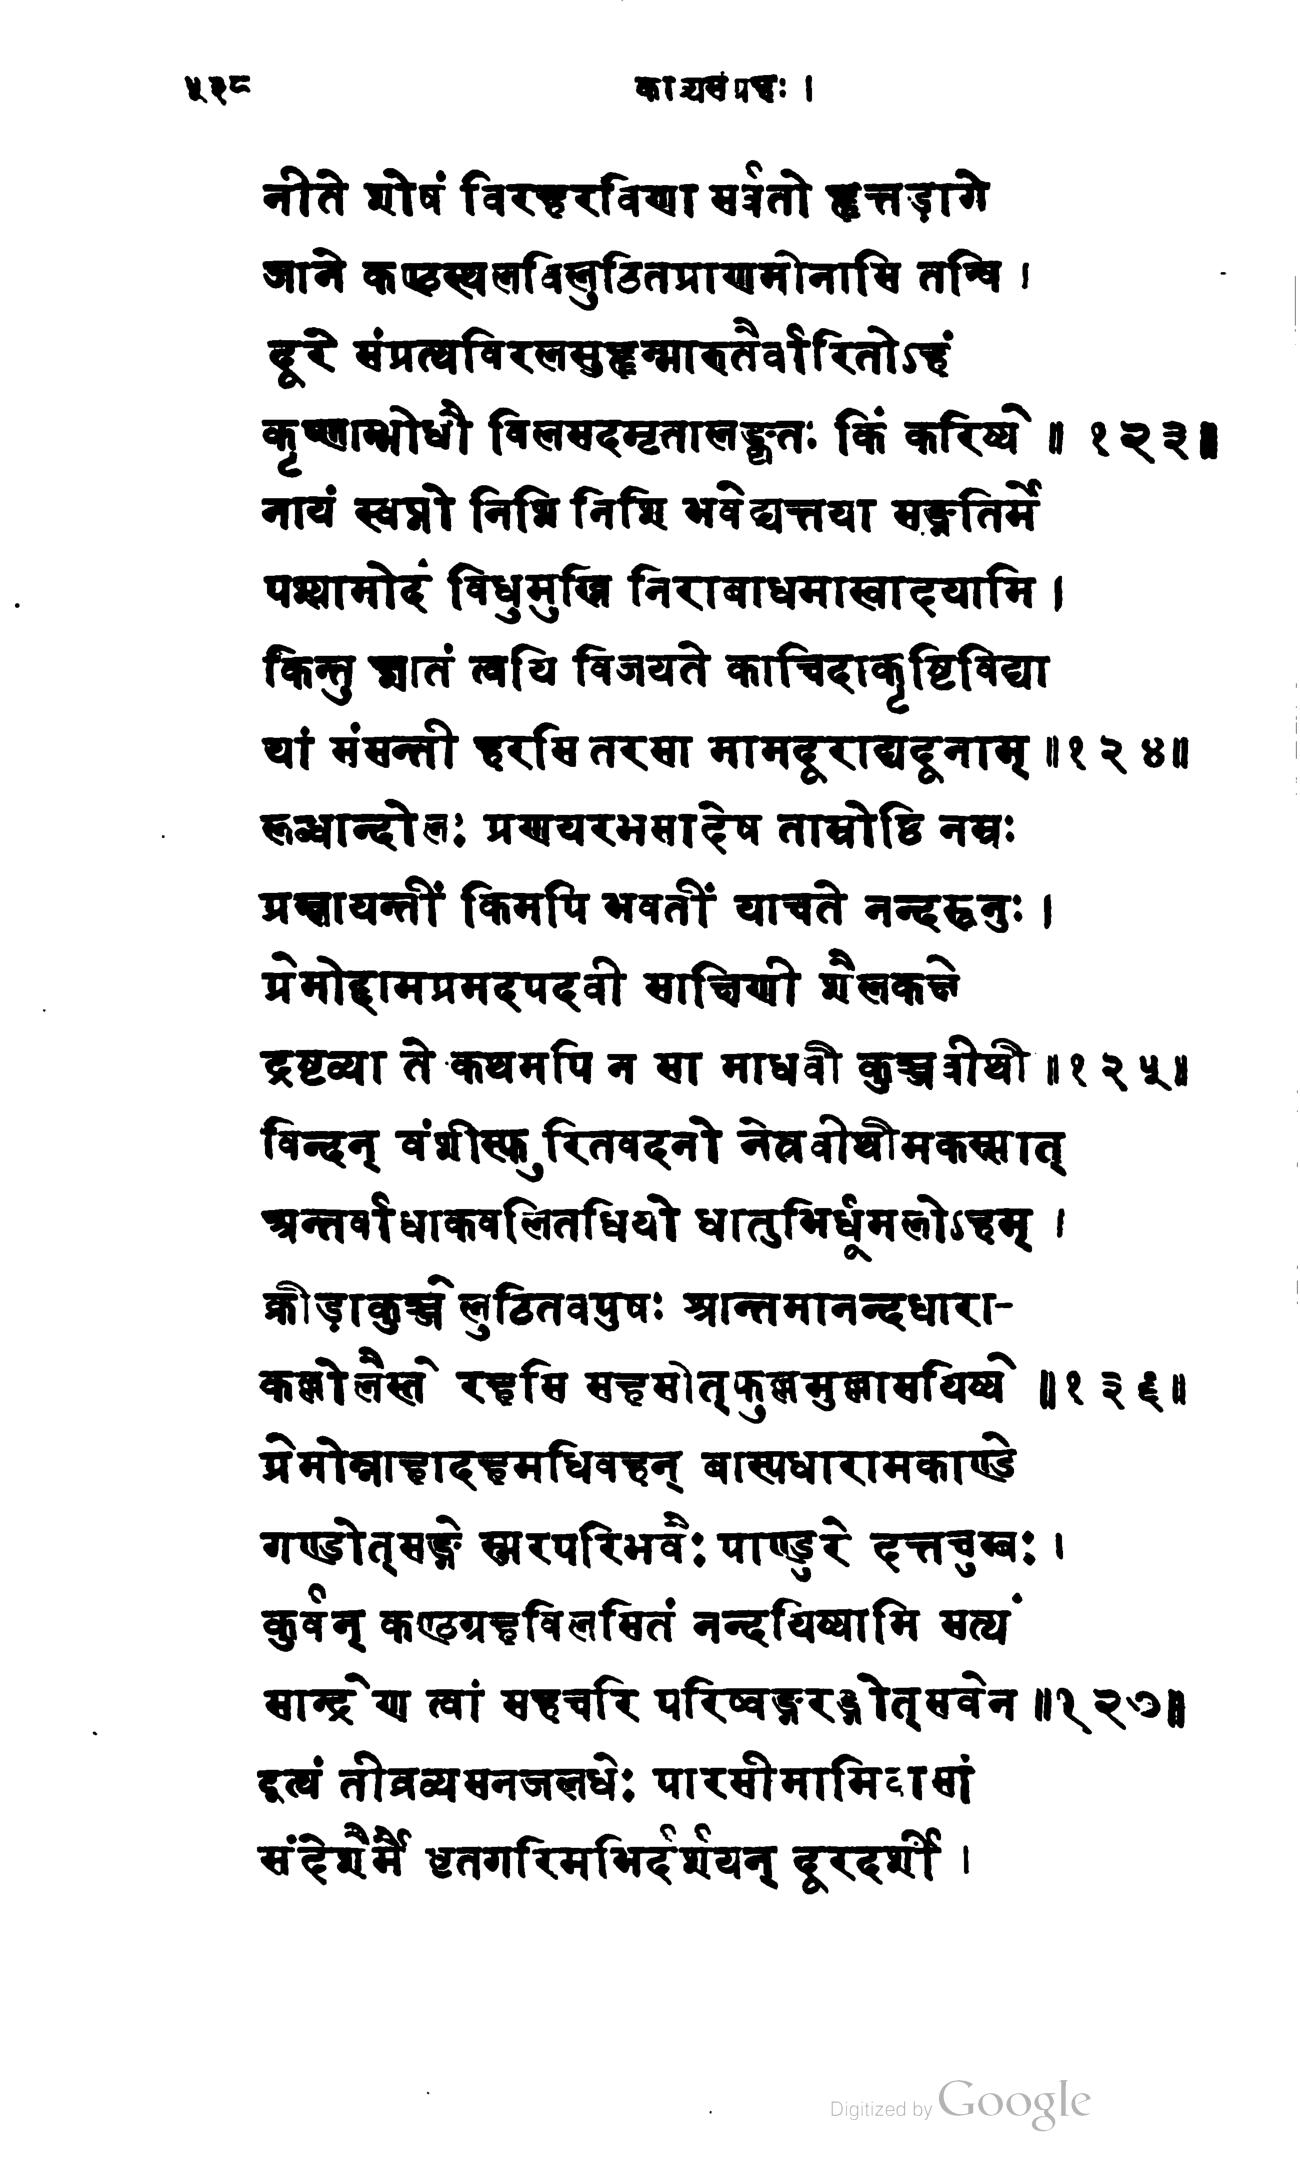 ५३८ काव्यसंग्रहः ।
नीते शोषं विरहरविणा सर्व्वतो हृत्तड़ागे
जाने कण्ठस्थलविलुठितप्राणमीनासि तन्वि ।
दूरे संप्रत्यविरलसुहृन्मारुतैर्वारितोऽहं
कृष्णाम्भोधौ विलसदमृतालङ्कृतः किं करिष्ये ॥ १२३ ॥
नायं स्वप्नो निशि निशि भवेद्यत्तया सङ्गतिर्मे
पश्यामोदं विधुमुखि निराबाधमास्वादयामि ।
किन्तु ज्ञातं त्वयि विजयते काचिदाकृष्टिविद्या
यां संसन्ती हरसि तरसा मामदूराद्यदूनाम् ॥ १२४ ॥
लब्धान्दोलः प्रणयरभसादेष ताम्रोष्ठि नम्रः
प्रम्लायन्तीं किमपि भवतीं याचते नन्दसूनुः ।
प्रेमोद्दामप्रमदपदवी साक्षिणी शैलकक्षे
द्रष्टव्या ते कथमपि न सा माधवी कुञ्जवीथी ॥ १२५ ॥
विन्दन् वंशीस्फुरितवदनो नेत्रवीथीमकस्मात्
अन्तर्बाधाकवलितधियो धातुभिर्धूमलोऽहम् ।
क्रीड़ाकुञ्जे लुठितवपुषः श्रान्तमानन्दधारा-
कल्लोलैस्ते रहसि सहसोत्फुल्लमुल्लासयिष्ये ॥ १३६ ॥
प्रेमोन्नाहादहमधिवहन् बास्पधारामकाण्डे
गण्डोत्सङ्गे स्मरपरिभवैः पाण्डुरे दत्तचुम्बः ।
कुर्वन् कण्ठग्रहविलसितं नन्दयिष्यामि सत्यं
सान्द्रेण त्वां सहचरि परिष्वङ्गरङ्गोत्सवेन ॥ १२७ ॥
दूत्यं तीव्रव्यसनजलधेः पारसीमामिवासां
संदेशैर्मै धृतगरिमभिर्दर्शयन् दूरदर्शी ।
Digitized by Google